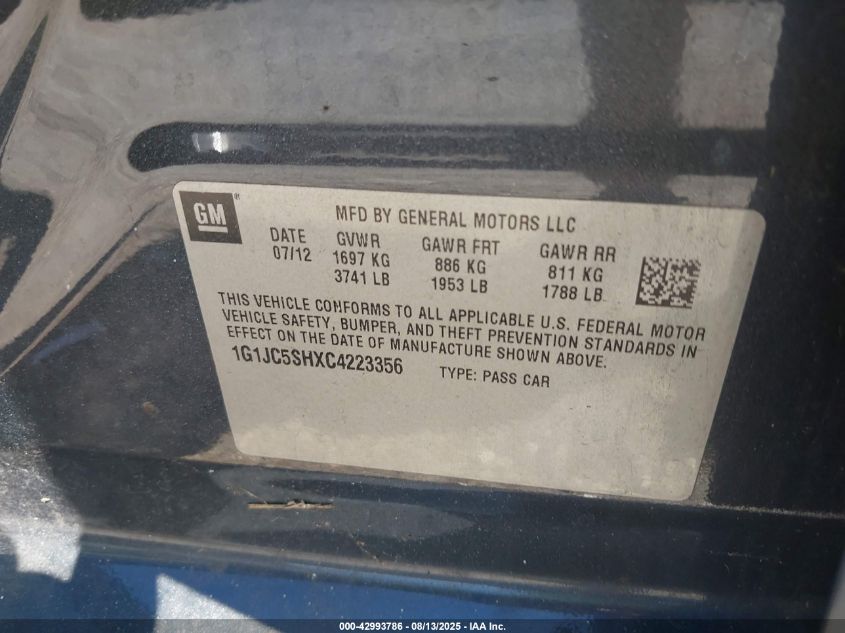 GM ®
MFD BY GENERAL MOTORS LLC
DATE GVWR GAWR FRT GAWR RR
07/12 1697 KG 886 KG 811 KG
3741 LB 1953 LB 1788 LB
THIS VEHICLE CONFORMS TO ALL APPLICABLE U.S. FEDERAL MOTOR
VEHICLE SAFETY, BUMPER, AND THEFT PREVENTION STANDARDS IN
EFFECT ON THE DATE OF MANUFACTURE SHOWN ABOVE.
1G1JC5SHXC4223356 TYPE: PASS CAR
000-42993786 - 08/13/2025 - IAA Inc.